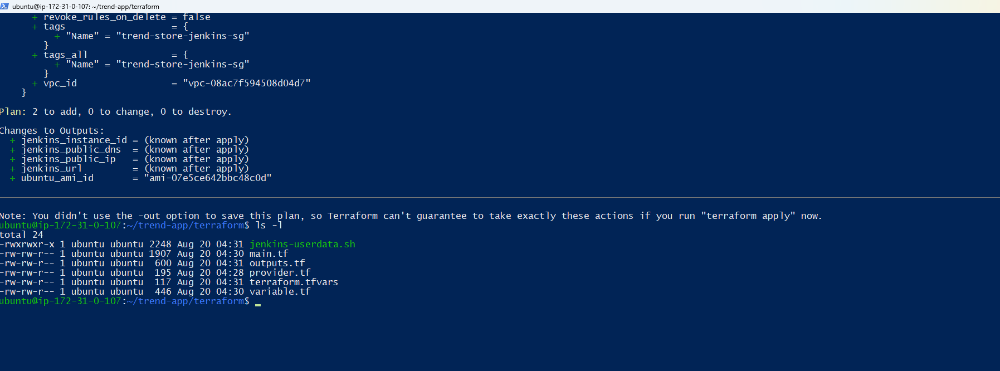 ubuntu@ip-172-31-0-107: ~/trend-app/terraform
+ revoke_rules_on_delete = false
+ tags                   = {
+ "Name" = "trend-store-jenkins-sg"
}
+ tags_all               = {
+ "Name" = "trend-store-jenkins-sg"
}
+ vpc_id                 = "vpc-08ac7f594508d04d7"
}
Plan: 2 to add, 0 to change, 0 to destroy.
Changes to Outputs:
+ jenkins_instance_id = (known after apply)
+ jenkins_public_dns  = (known after apply)
+ jenkins_public_ip   = (known after apply)
+ jenkins_url         = (known after apply)
+ ubuntu_ami_id       = "ami-07e5ce642bbc48c0d"
Note: You didn't use the -out option to save this plan, so Terraform can't guarantee to take exactly these actions if you run "terraform apply" now.
ubuntu@ip-172-31-0-107:~/trend-app/terraform$ ls -l
total 24
-rwxrwxr-x 1 ubuntu ubuntu 2248 Aug 20 04:31 jenkins-userdata.sh
-rw-rw-r-- 1 ubuntu ubuntu 1907 Aug 20 04:30 main.tf
-rw-rw-r-- 1 ubuntu ubuntu  600 Aug 20 04:31 outputs.tf
-rw-rw-r-- 1 ubuntu ubuntu  195 Aug 20 04:28 provider.tf
-rw-rw-r-- 1 ubuntu ubuntu  117 Aug 20 04:31 terraform.tfvars
-rw-rw-r-- 1 ubuntu ubuntu  446 Aug 20 04:30 variable.tf
ubuntu@ip-172-31-0-107:~/trend-app/terraform$